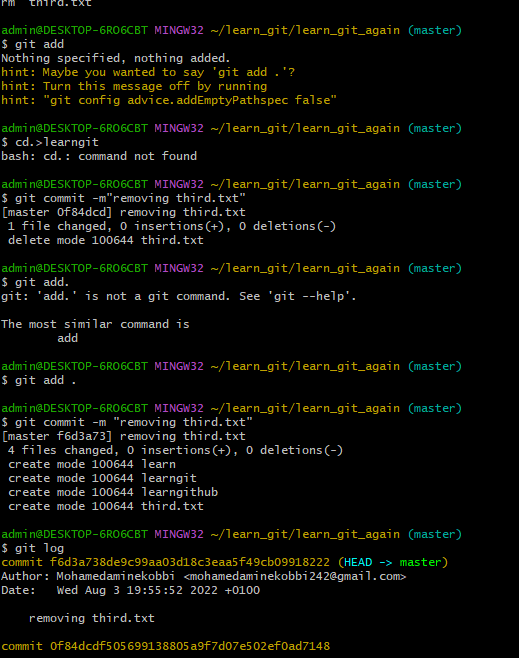 rm 'third.txt
admin@DESKTOP-6RO6CBT MINGW32 ~/learn_git/learn_git_again (master)
$ git add
Nothing specified, nothing added.
hint: Maybe you wanted to say 'git add .'?
hint: Turn this message off by running
hint: "git config advice.addEmptyPathspec false"
admin@DESKTOP-6RO6CBT MINGW32 ~/learn_git/learn_git_again (master)
$ cd.>learngit
bash: cd.: command not found
admin@DESKTOP-6RO6CBT MINGW32 ~/learn_git/learn_git_again (master)
$ git commit -m"removing third.txt"
[master 0f84dcd] removing third.txt
1 file changed, 0 insertions(+), 0 deletions(-)
delete mode 100644 third.txt
admin@DESKTOP-6RO6CBT MINGW32 ~/learn_git/learn_git_again (master)
$ git add.
git: 'add.' is not a git command. See 'git --help'.
The most similar command is
add
admin@DESKTOP-6RO6CBT MINGW32 ~/learn_git/learn_git_again (master)
$ git add .
admin@DESKTOP-6RO6CBT MINGW32 ~/learn_git/learn_git_again (master)
$ git commit -m "removing third.txt"
[master f6d3a73] removing third.txt
4 files changed, 0 insertions(+), 0 deletions(-)
create mode 100644 learn
create mode 100644 learngit
create mode 100644 learngithub
create mode 100644 third.txt
admin@DESKTOP-6RO6CBT MINGW32 ~/learn_git/learn_git_again (master)
$ git log
commit f6d3a738de9c99aa03d18c3eaa5f49cb09918222 (HEAD -> master)
Author: Mohamedaminekobbi <mohamedaminekobbi242@gmail.com>
Date: Wed Aug 3 19:55:52 2022 +0100
removing third.txt
commit 0f84dcdf505699138805a9f7d07e502ef0ad7148